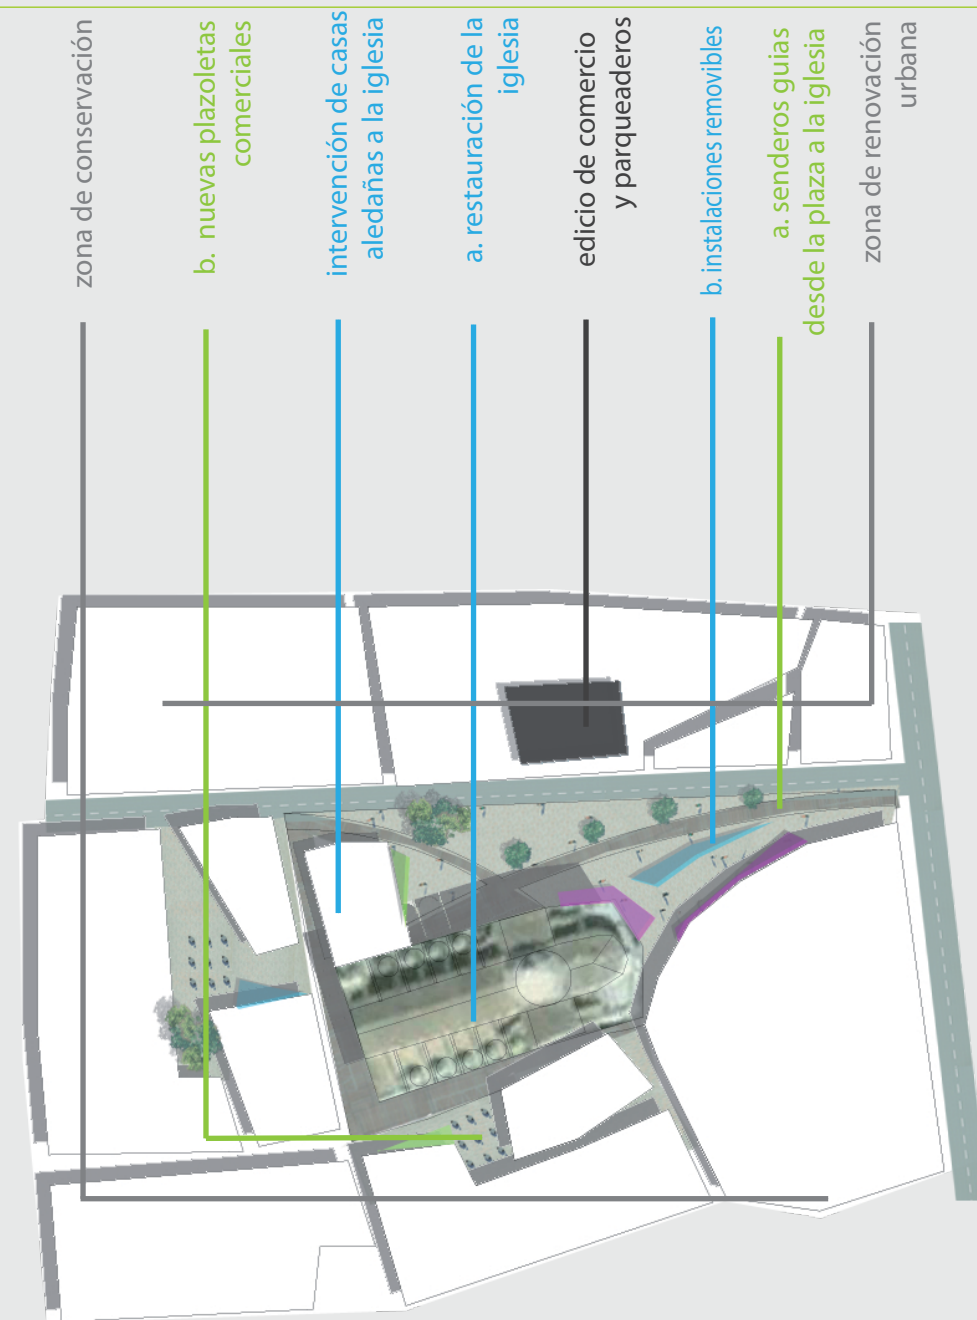 zona de conservación
b. nuevas plazoletas
comerciales
intervención de casas
aledañas a la iglesia
a. restauración de la
iglesia
edicio de comercio
y parqueaderos
b. instalaciones removibles
a. senderos guias
desde la plaza a la iglesia
zona de renovación
urbana